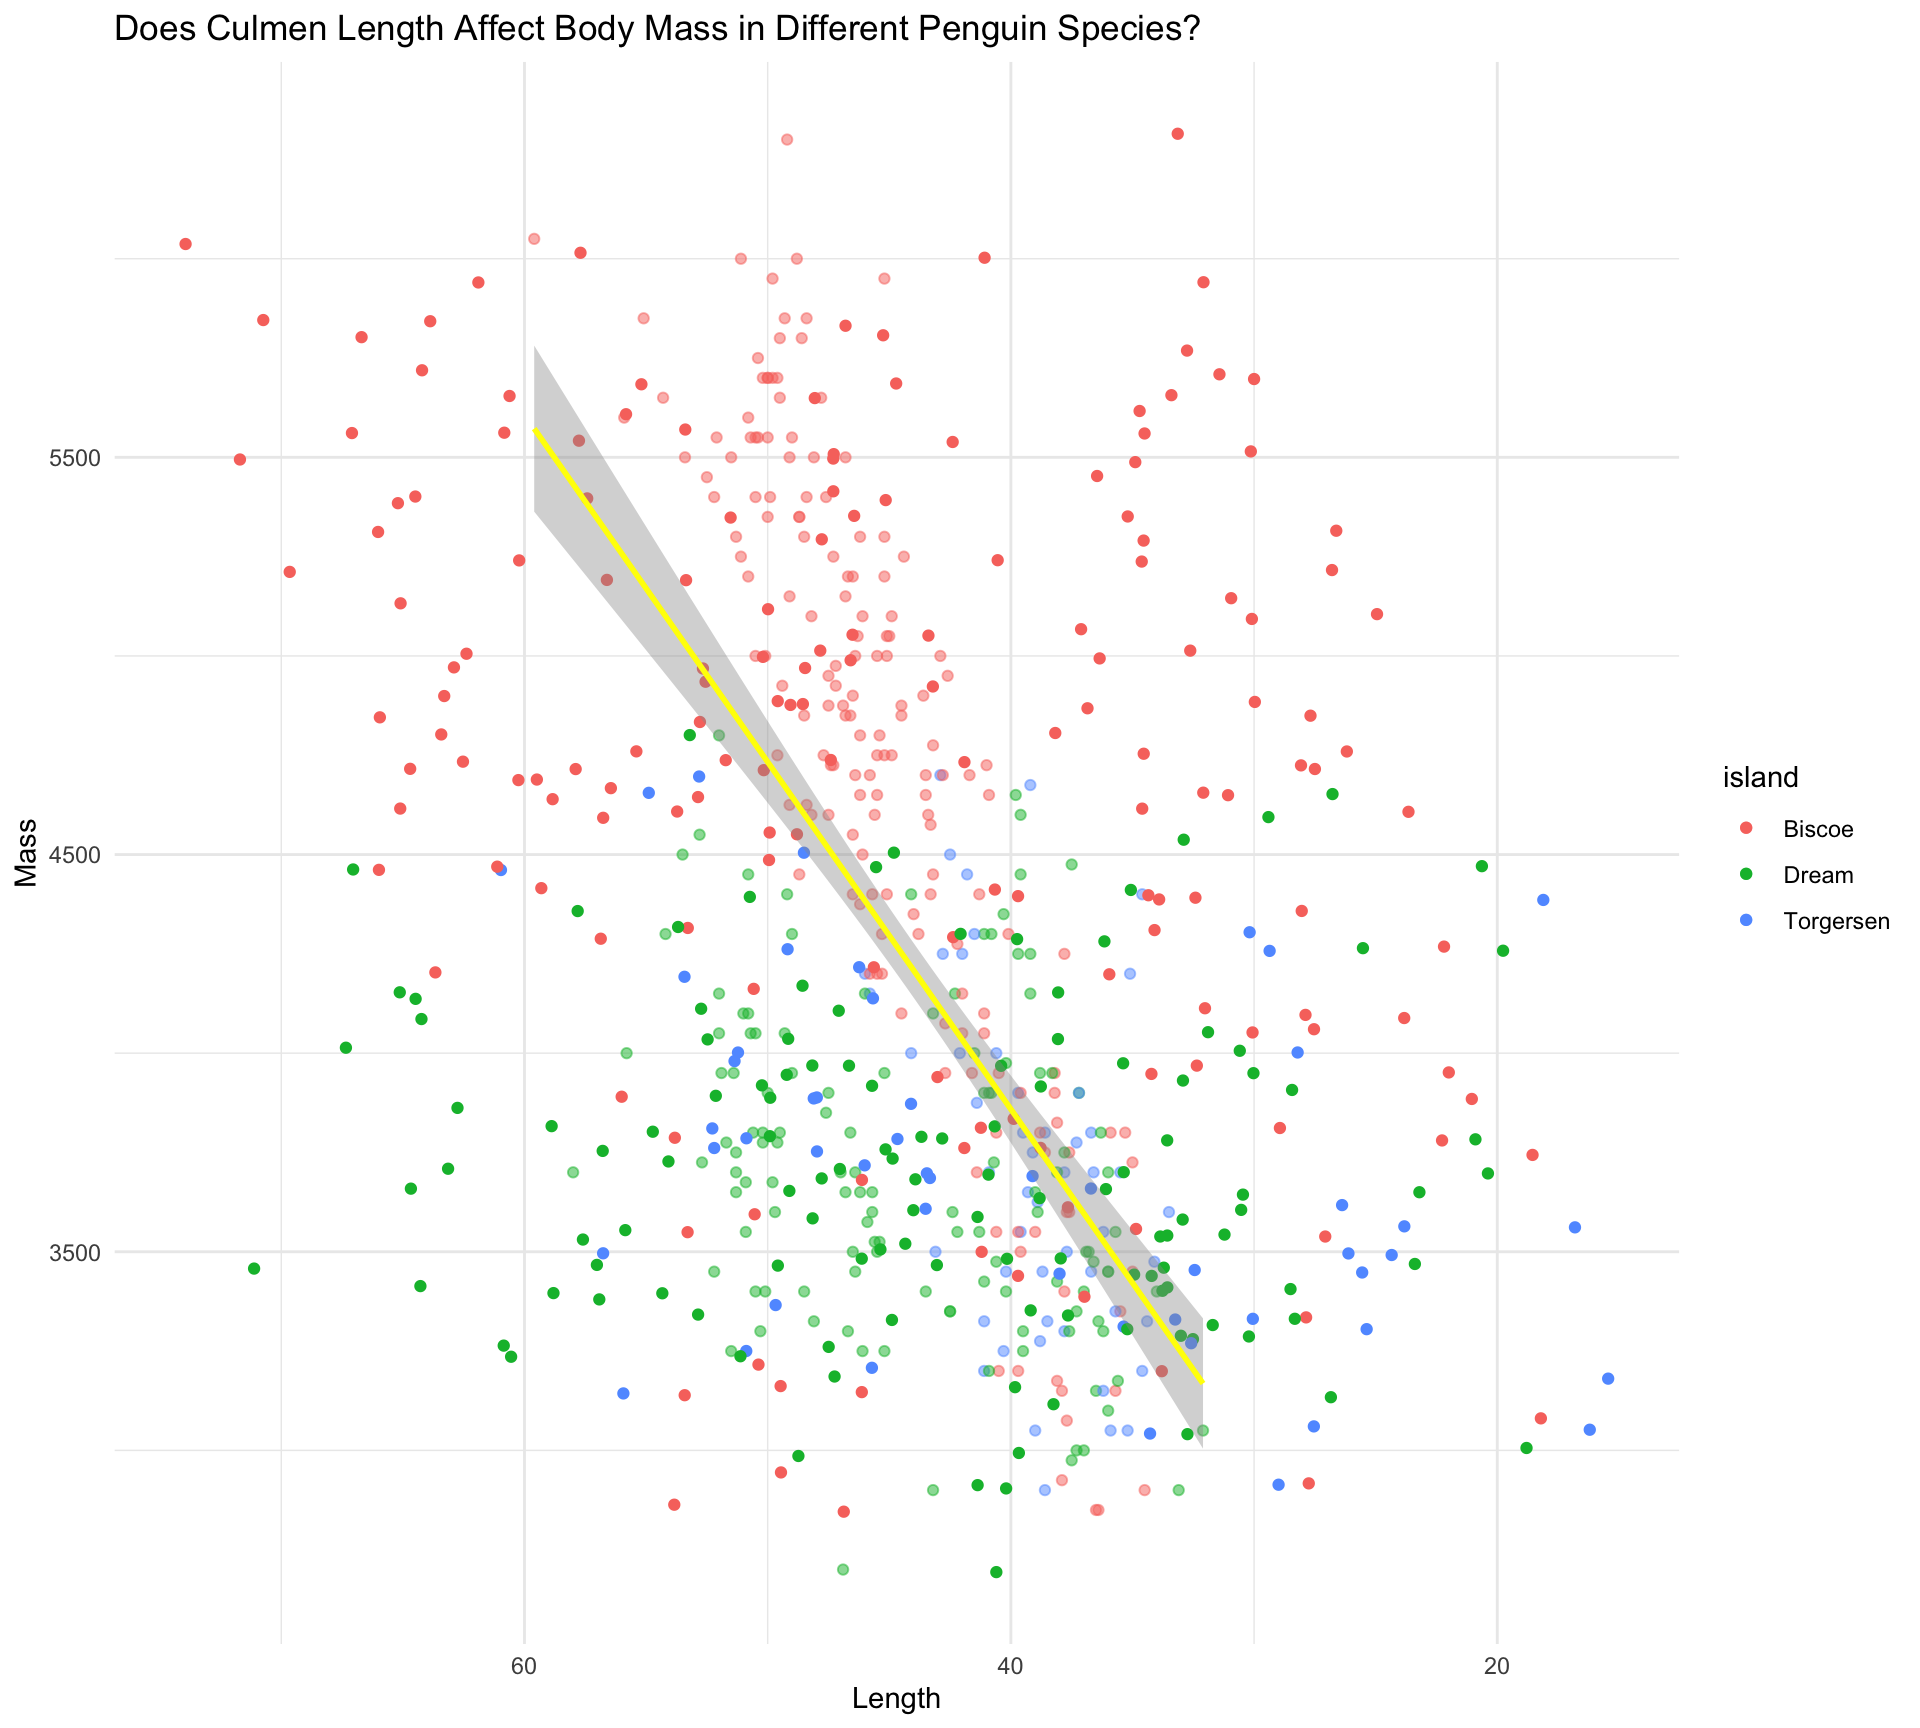 Does Culmen Length Affect Body Mass in Different Penguin Species?
5500
4500
3500
Mass
60 40 20
Length
island
Biscoe
Dream
Torgersen